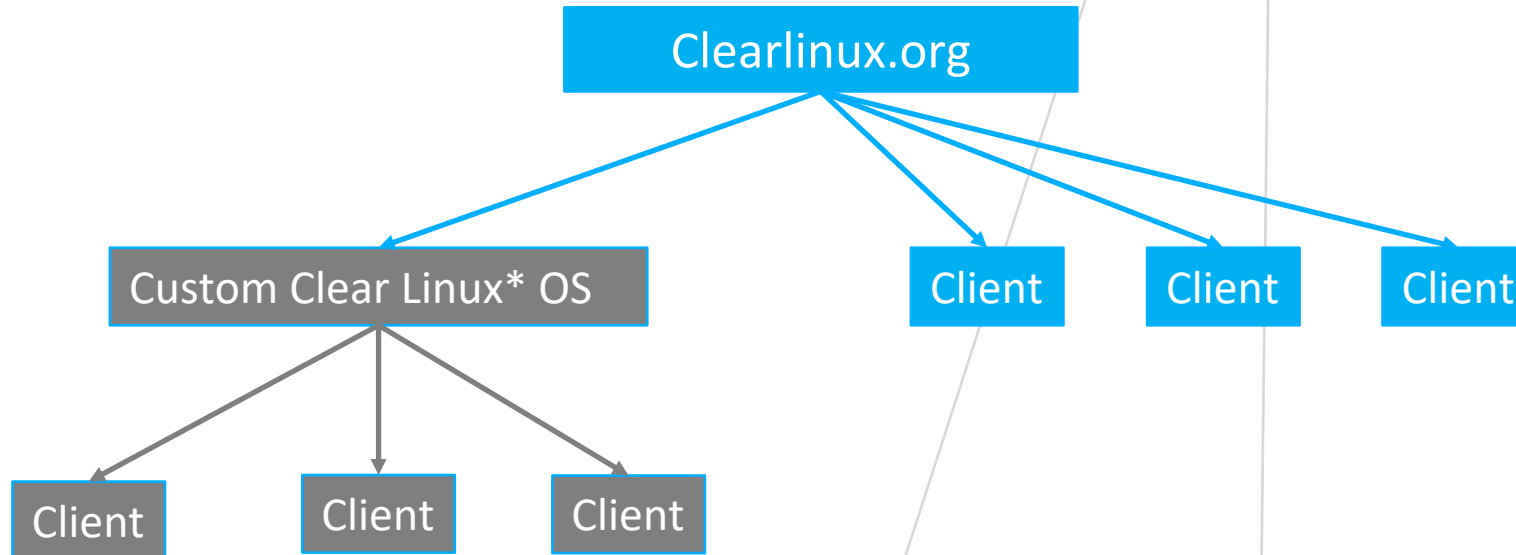 Clearlinux.org
Custom Clear Linux* OS
Client
Client
Client
Client
Client
Client